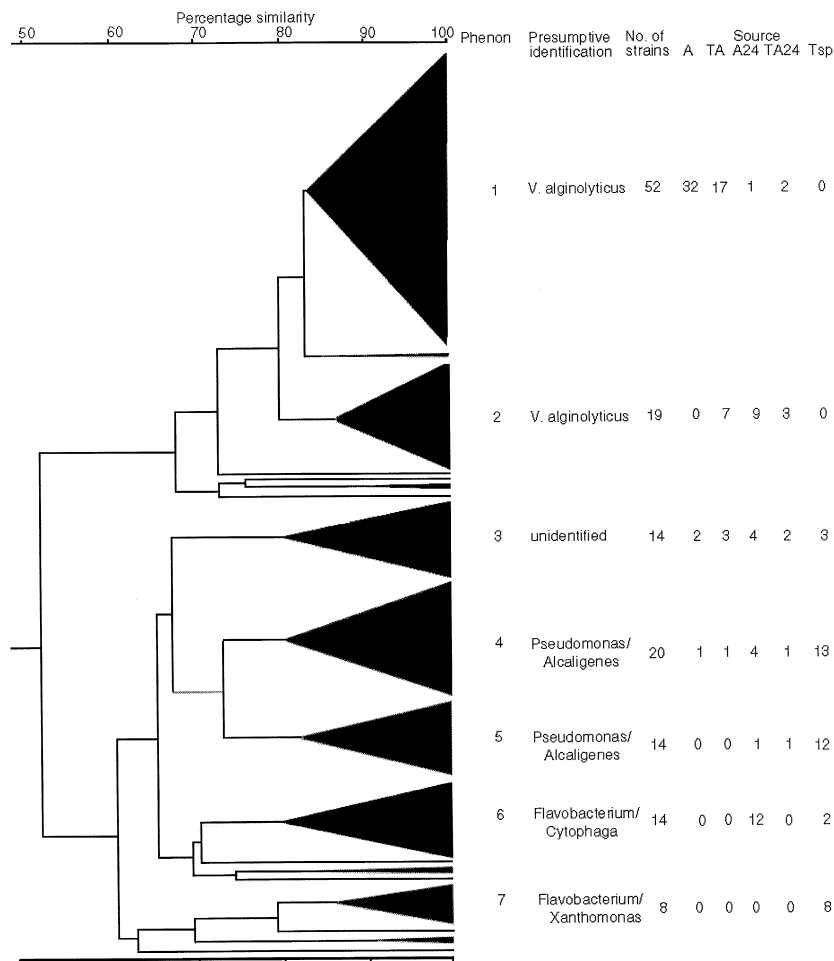 Percentage similarity
50 60 70 80 90 100
Phenon Presumptive identification No. of strains Source
A TA A24 TA24 Tsp
1 V. alginolyticus 52 32 17 1 2 0
2 V. alginolyticus 19 0 7 9 3 0
3 unidentified 14 2 3 4 2 3
4 Pseudomonas/
Alcaligenes 20 1 1 4 1 13
5 Pseudomonas/
Alcaligenes 14 0 0 1 1 12
6 Flavobacterium/
Cytophaga 14 0 0 12 0 2
7 Flavobacterium/
Xanthomonas 8 0 0 0 0 8